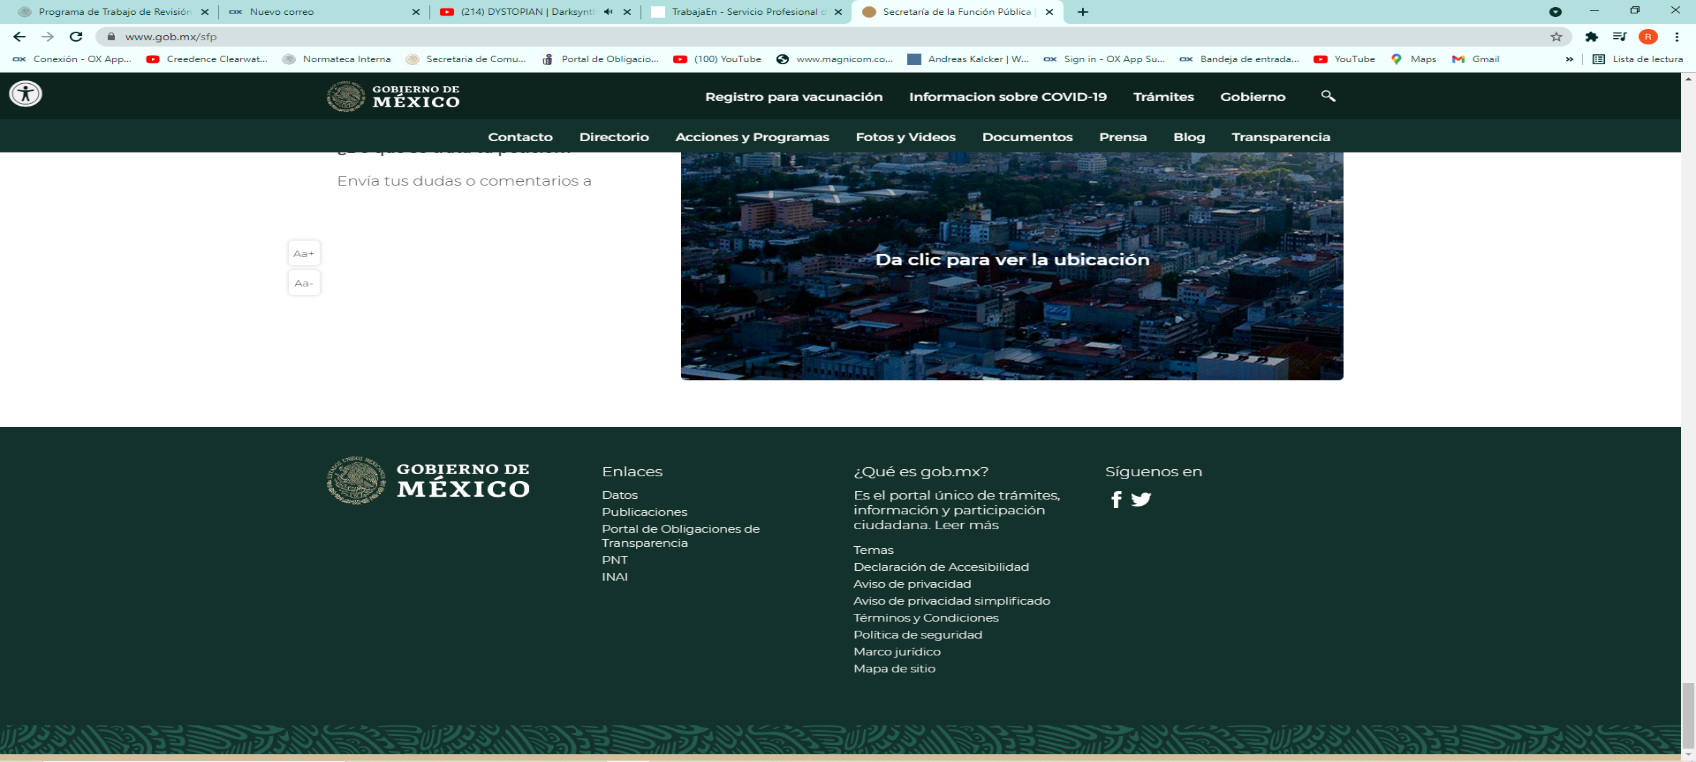 Programa de Trabajo de Revisión
Nuevo correo
(214) DYSTOPIAN | Darksynt
TrabajaEn - Servicio Profesional d
Secretaría de la Función Pública |
www.gob.mx/sfp
R
Conexión - OX App...
Creedence Clearwat...
Normateca Interna
Secretaria de Comu...
Portal de Obligacio...
(100) YouTube
www.magnicom.co...
Andreas Kalcker | W...
Sign in - OX App Su...
Bandeja de entrada...
YouTube
Maps
Gmail
»
Lista de lectura
GOBIERNO DE
MÉXICO
Registro para vacunación
Informacion sobre COVID-19
Trámites
Gobierno
Contacto
Directorio
Acciones y Programas
Fotos y Videos
Documentos
Prensa
Blog
Transparencia
Envía tus dudas o comentarios a
Aa+
Aa-
Da clic para ver la ubicación
GOBIERNO DE
MÉXICO
Enlaces
Datos
Publicaciones
Portal de Obligaciones de
Transparencia
PNT
INAI
¿Qué es gob.mx?
Es el portal único de trámites,
información y participación
ciudadana. Leer más
Temas
Declaración de Accesibilidad
Aviso de privacidad
Aviso de privacidad simplificado
Términos y Condiciones
Política de seguridad
Marco jurídico
Mapa de sitio
Síguenos en